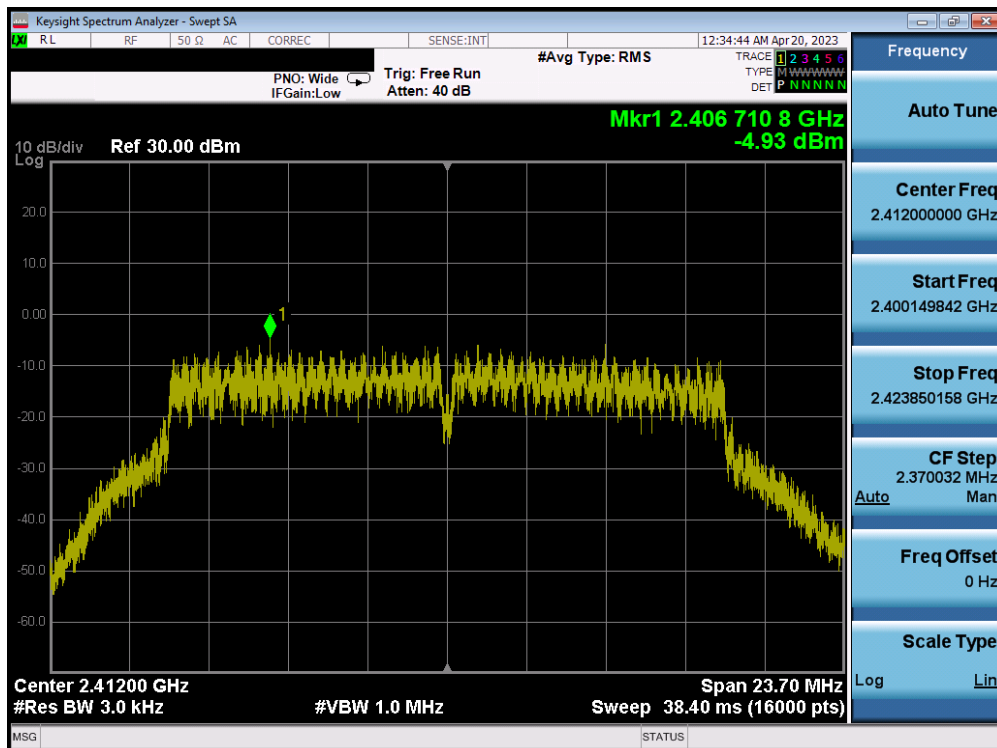 Keysight Spectrum Analyzer - Swept SA
LXI RL RF 50 Ω AC CORREC SENSE:INT 12:34:44 AM Apr 20, 2023
Frequency
PNO: Wide
IFGain:Low
Trig: Free Run
Atten: 40 dB
#Avg Type: RMS
TRACE 1 2 3 4 5 6
TYPE M W W W W W
DET P N N N N N
Auto Tune
Mkr1 2.406 710 8 GHz
-4.93 dBm
10 dB/div
Log
Ref 30.00 dBm
20.0
10.0
0.00
-10.0
-20.0
-30.0
-40.0
-50.0
-60.0
1
Center Freq
2.412000000 GHz
Start Freq
2.400149842 GHz
Stop Freq
2.423850158 GHz
CF Step
2.370032 MHz
Auto Man
Freq Offset
0 Hz
Scale Type
Log Lin
Center 2.41200 GHz
Span 23.70 MHz
#Res BW 3.0 kHz
#VBW 1.0 MHz
Sweep 38.40 ms (16000 pts)
MSG
STATUS